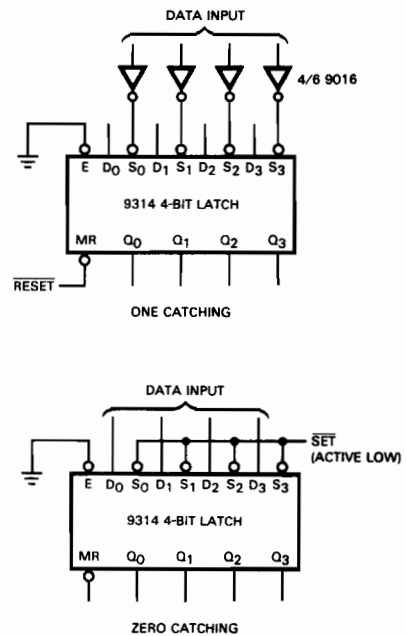 DATA INPUT
4/6 9016
E D0 S0 D1 S1 D2 S2 D3 S3
9314 4-BIT LATCH
MR Q0 Q1 Q2 Q3
RESET
ONE CATCHING
DATA INPUT
SET
(ACTIVE LOW)
E D0 S0 D1 S1 D2 S2 D3 S3
9314 4-BIT LATCH
MR Q0 Q1 Q2 Q3
ZERO CATCHING